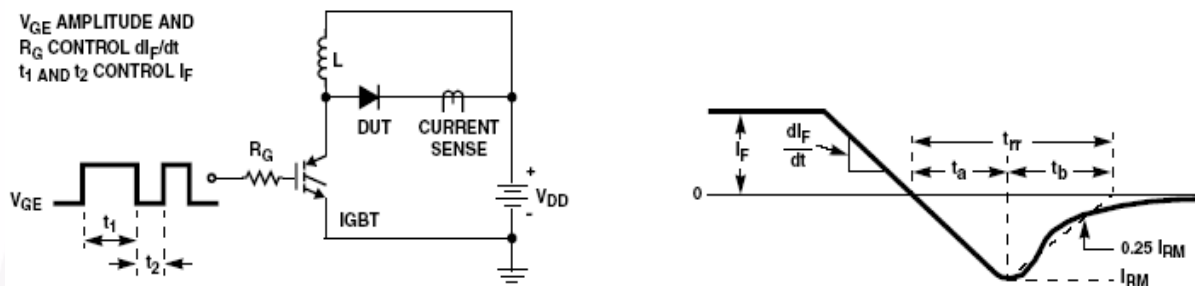 VGE AMPLITUDE AND
RG CONTROL dIF/dt
t1 AND t2 CONTROL IF
L
DUT
CURRENT
SENSE
RG
VGE
IGBT
+
VDD
-
t1
t2
IF
dIF
dt
trr
ta
tb
0
0.25 IRM
IRM